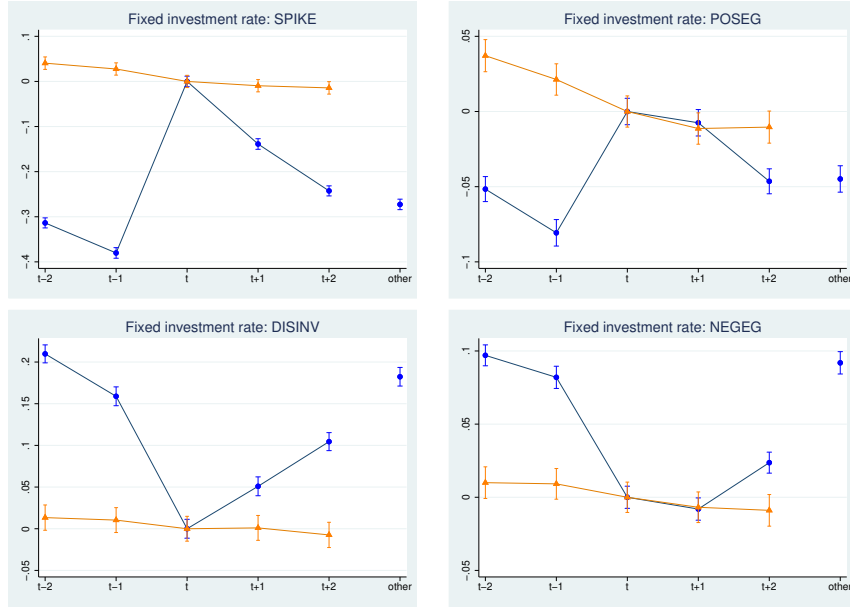 Fixed investment rate: SPIKE
.1
0
-.1
-.2
-.3
-.4
t-2 t-1 t t+1 t+2 other
Fixed investment rate: POSEG
.05
0
-.05
-.1
t-2 t-1 t t+1 t+2 other
Fixed investment rate: DISINV
.2
.15
.1
.05
0
-.05
t-2 t-1 t t+1 t+2 other
Fixed investment rate: NEGEG
.1
.05
0
-.05
t-2 t-1 t t+1 t+2 other